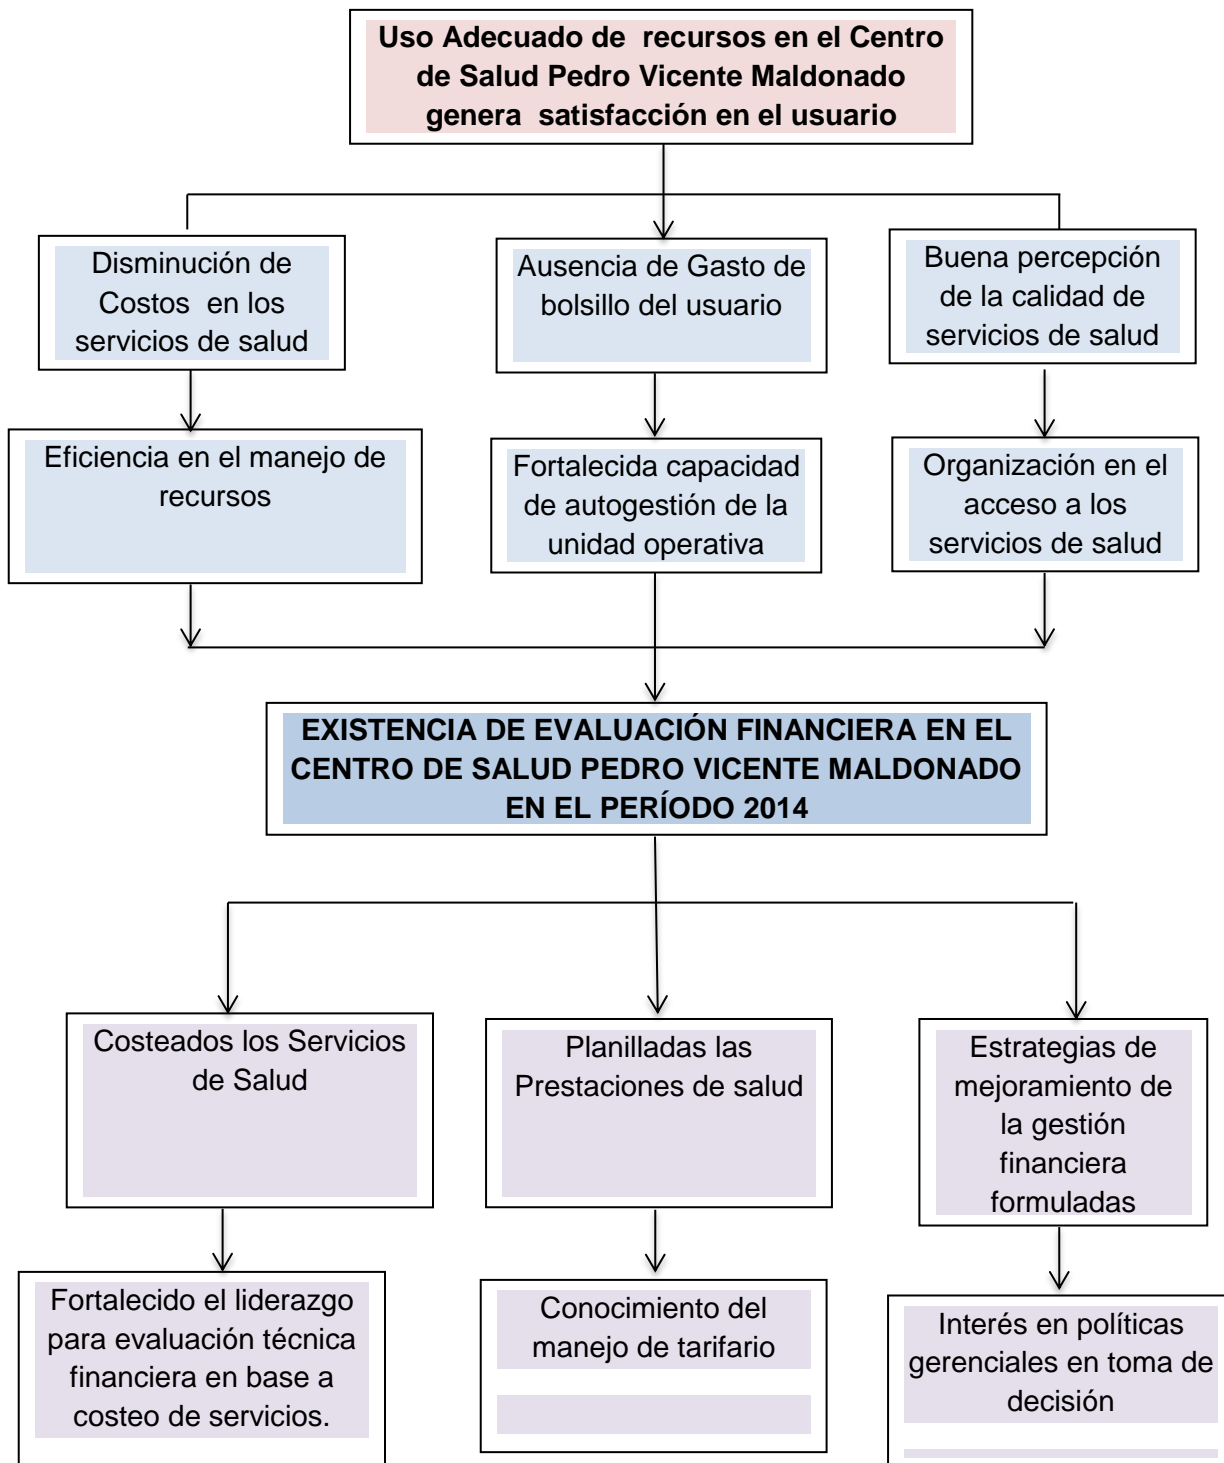 Uso Adecuado de recursos en el Centro
de Salud Pedro Vicente Maldonado
genera satisfacción en el usuario
Disminución de
Costos en los
servicios de salud
Ausencia de Gasto de
bolsillo del usuario
Buena percepción
de la calidad de
servicios de salud
Eficiencia en el manejo de
recursos
Fortalecida capacidad
de autogestión de la
unidad operativa
Organización en el
acceso a los
servicios de salud
EXISTENCIA DE EVALUACIÓN FINANCIERA EN EL
CENTRO DE SALUD PEDRO VICENTE MALDONADO
EN EL PERÍODO 2014
Costeados los Servicios
de Salud
Planilladas las
Prestaciones de salud
Estrategias de
mejoramiento de
la gestión
financiera
formuladas
Fortalecido el liderazgo
para evaluación técnica
financiera en base a
costeo de servicios.
Conocimiento del
manejo de tarifario
Interés en políticas
gerenciales en toma de
decisión